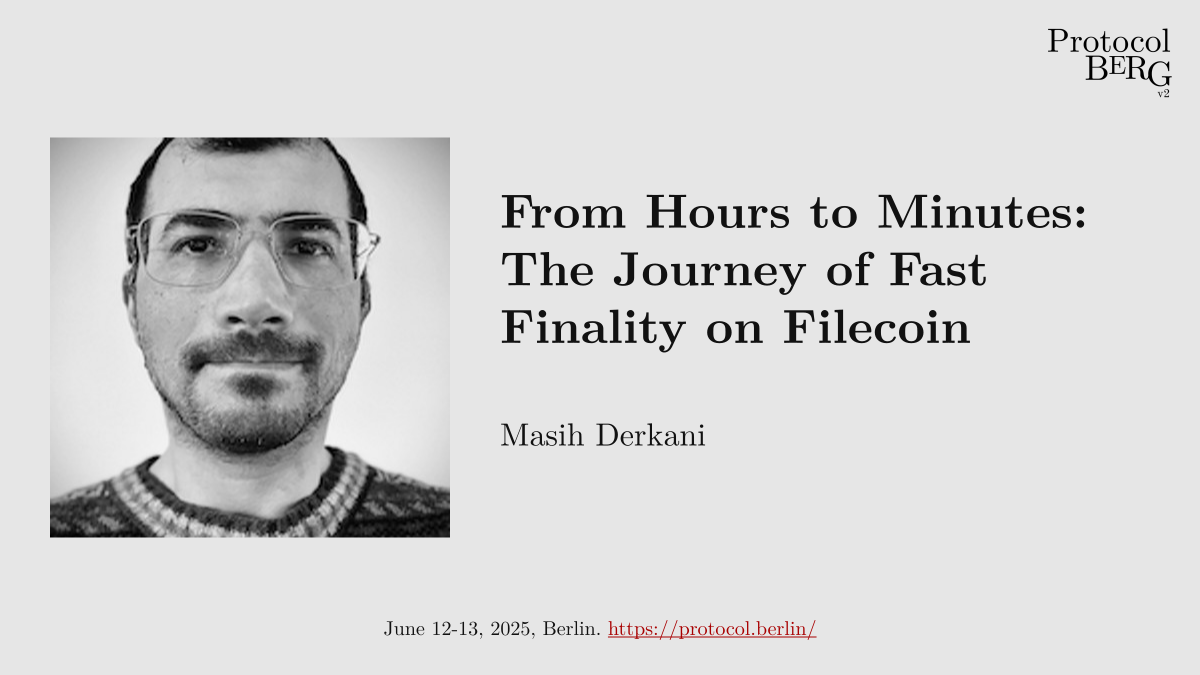 Protocol
BERG
v2
From Hours to Minutes:
The Journey of Fast
Finality on Filecoin
Masih Derkani
June 12-13, 2025, Berlin. https://protocol.berlin/